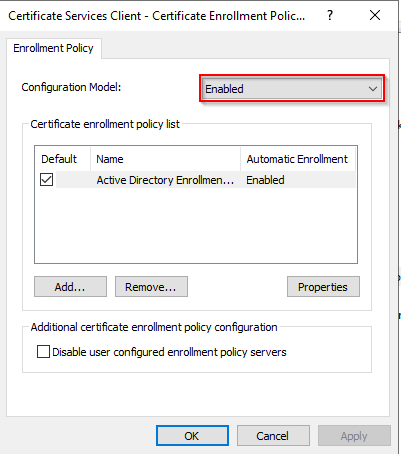 Certificate Services Client - Certificate Enrollment Polic...
Enrollment Policy
Configuration Model:
Enabled
Certificate enrollment policy list
Default Name Automatic Enrollment
Active Directory Enrollmen... Enabled
Add... Remove... Properties
Additional certificate enrollment policy configuration
Disable user configured enrollment policy servers
OK Cancel Apply